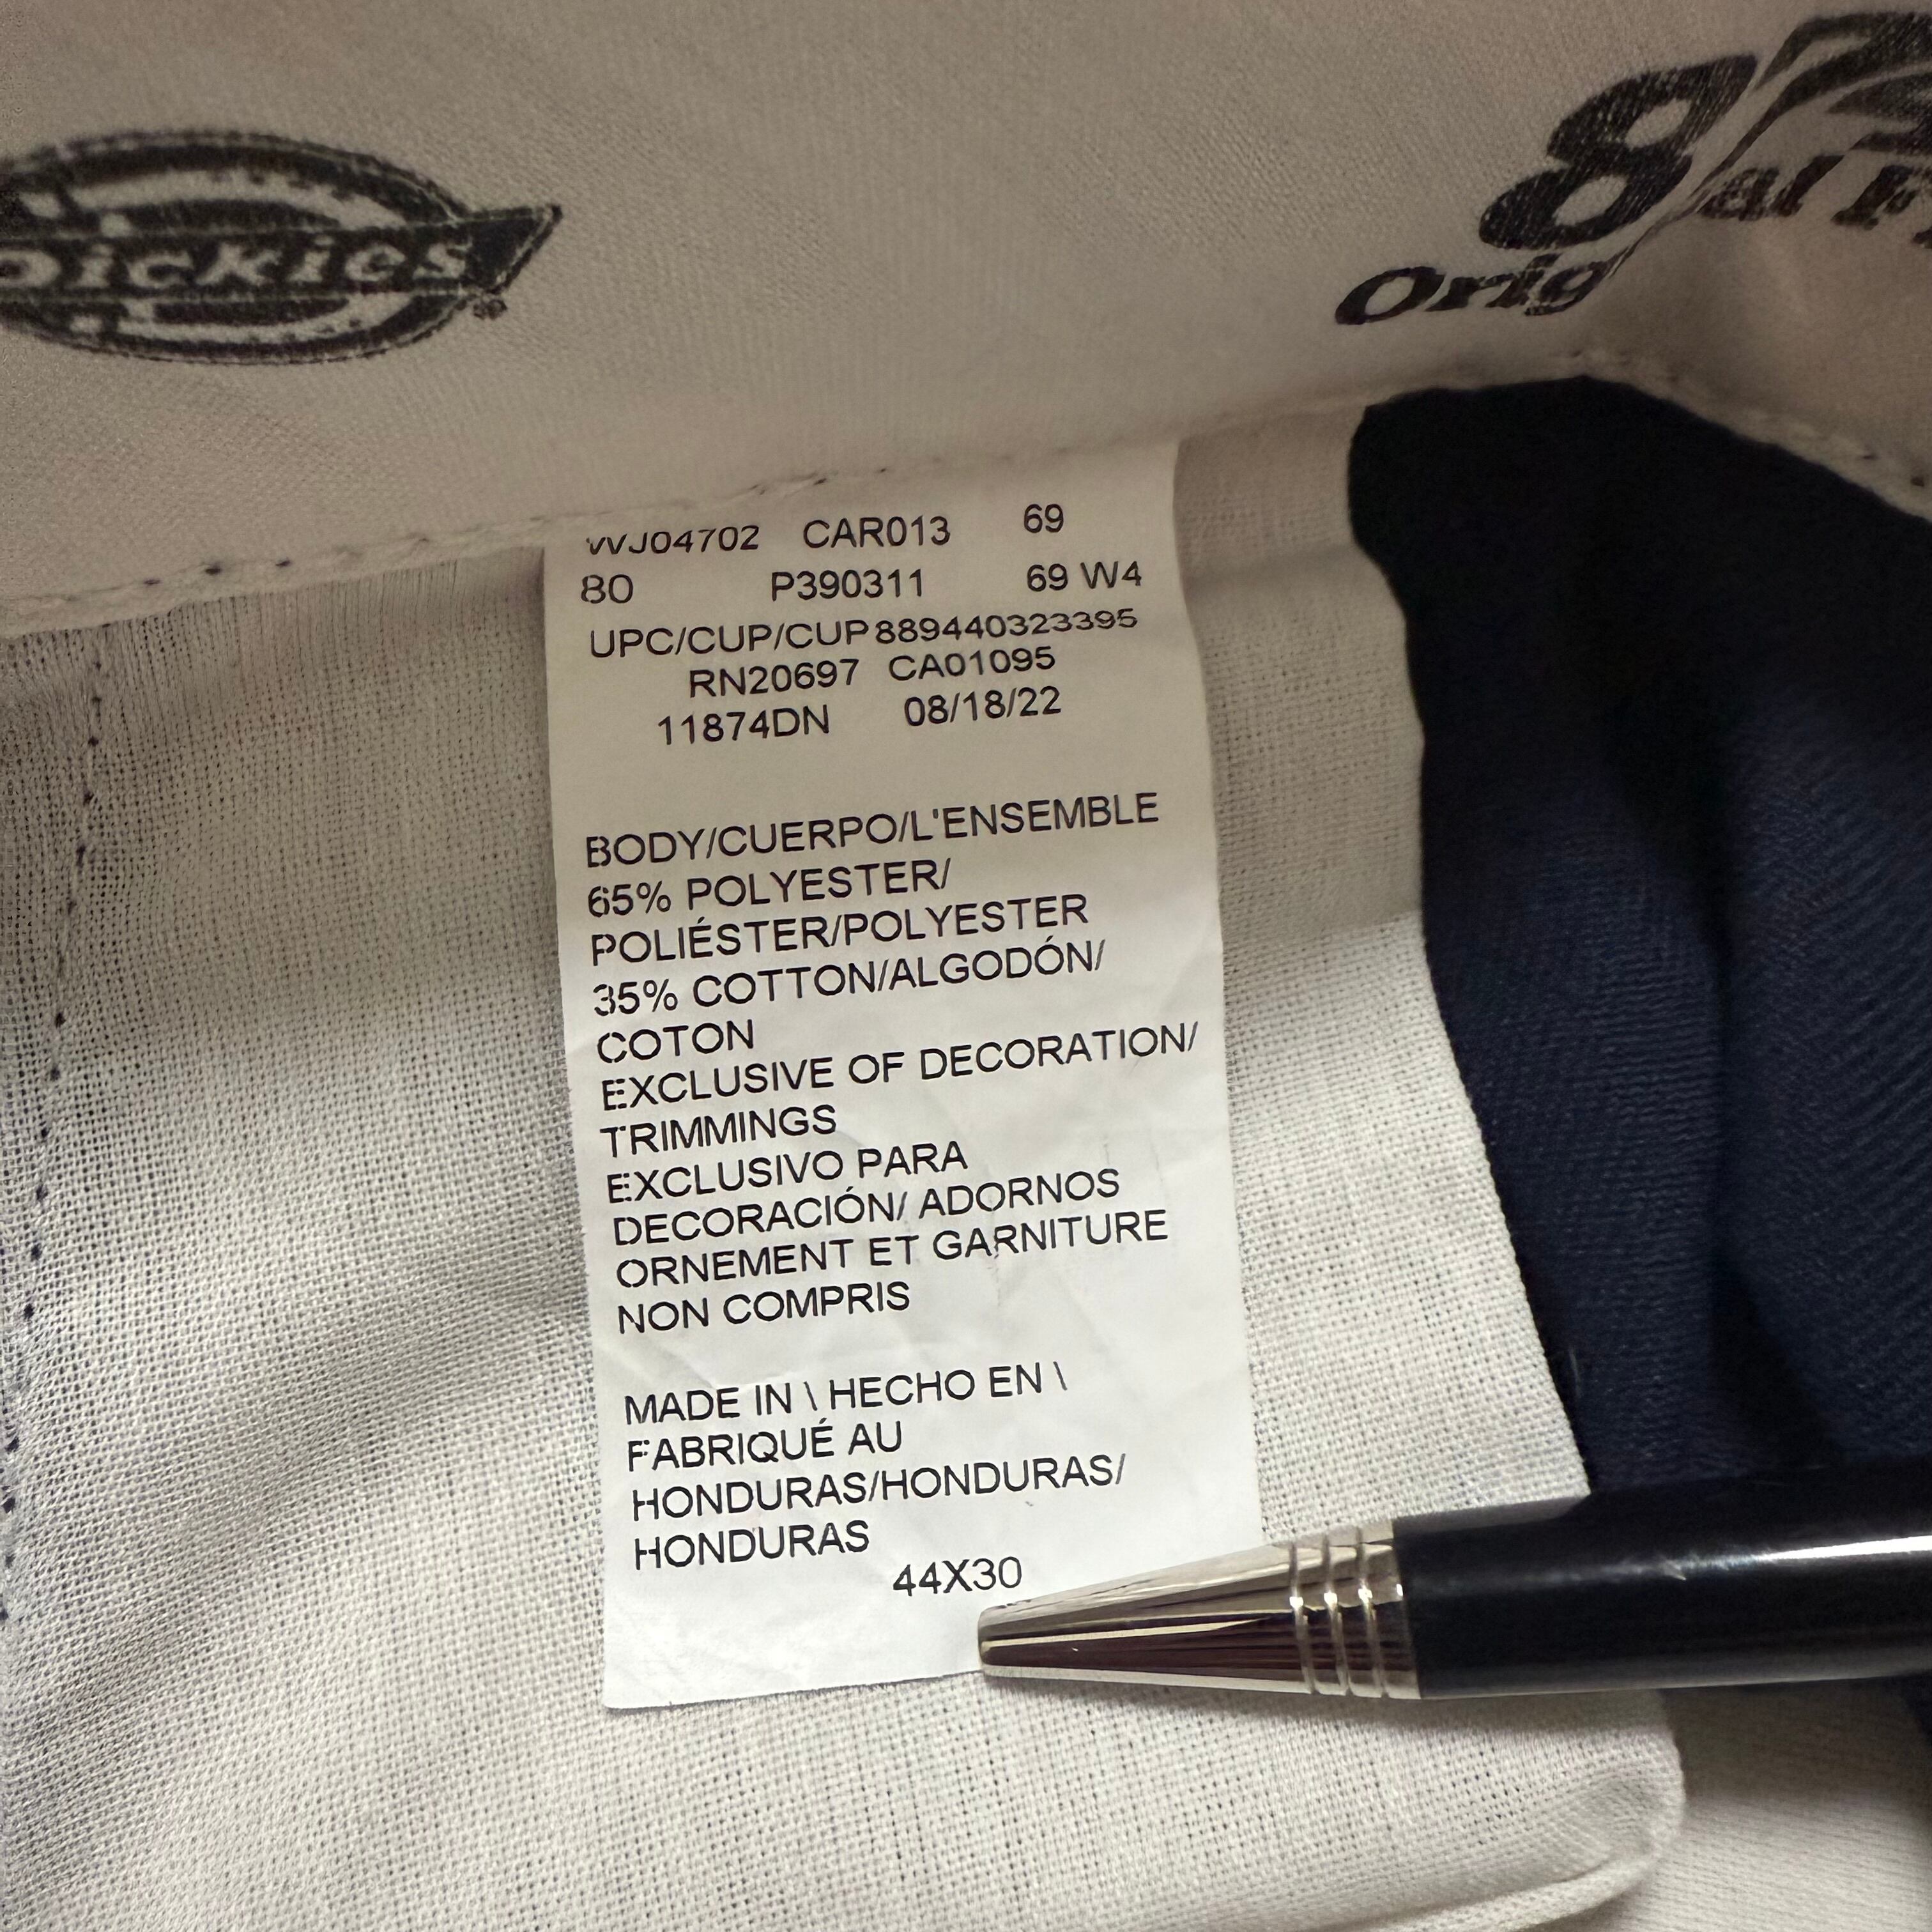 Dickies
8
Orig al F
WJ04702 CAR013 69
80 P390311 69 W4
UPC/CUP/CUP 889440323395
RN20697 CA01095
11874DN 08/18/22
BODY/CUERPO/L'ENSEMBLE
65% POLYESTER/
POLIÉSTER/POLYESTER
35% COTTON/ALGODÓN/
COTON
EXCLUSIVE OF DECORATION/
TRIMMINGS
EXCLUSIVO PARA
DECORACIÓN/ ADORNOS
ORNEMENT ET GARNITURE
NON COMPRIS
MADE IN \ HECHO EN \
FABRIQUÉ AU
HONDURAS/HONDURAS/
HONDURAS
44X30